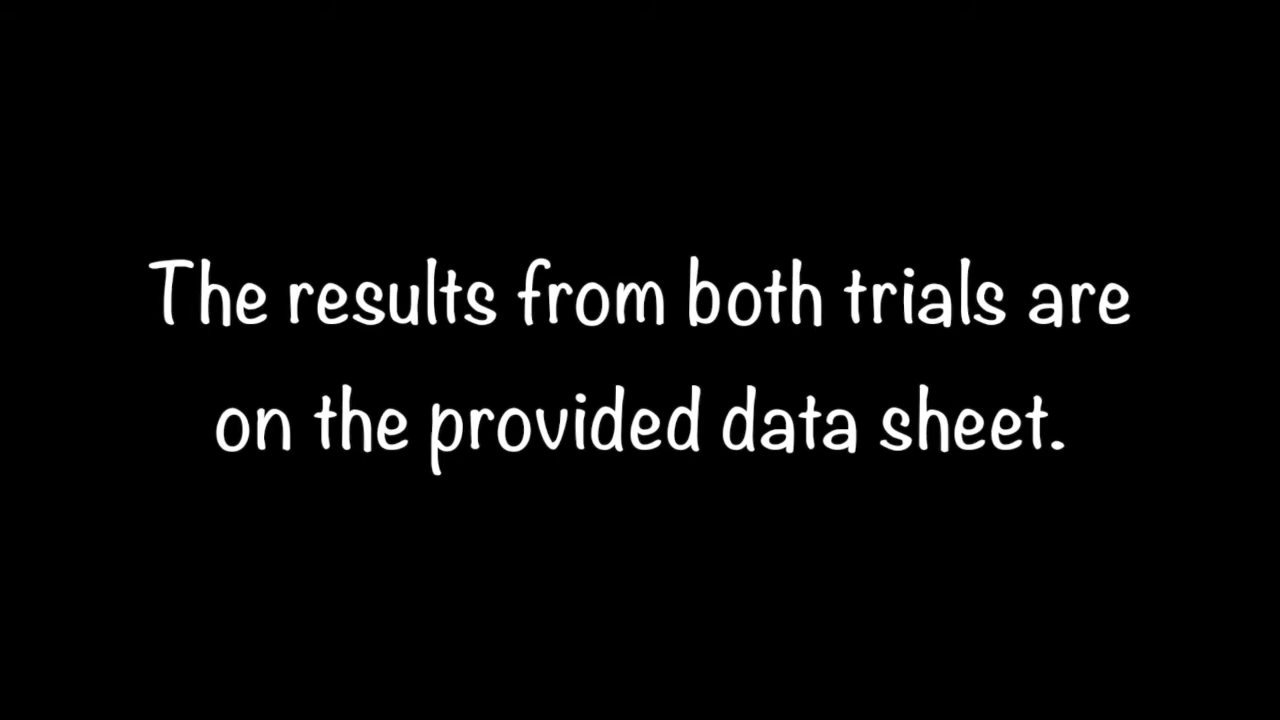 The results from both trials are
on the provided data sheet.